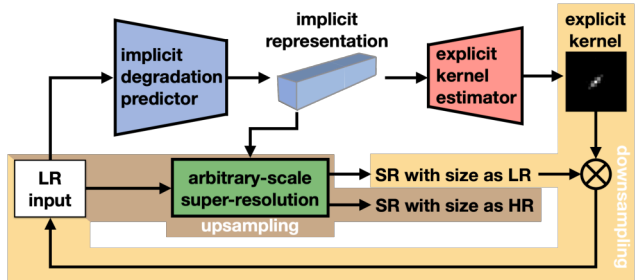 implicit
degradation
predictor
implicit
representation
explicit
kernel
estimator
explicit
kernel
LR
input
arbitrary-scale
super-resolution
upsampling
SR with size as LR
SR with size as HR
downsampling